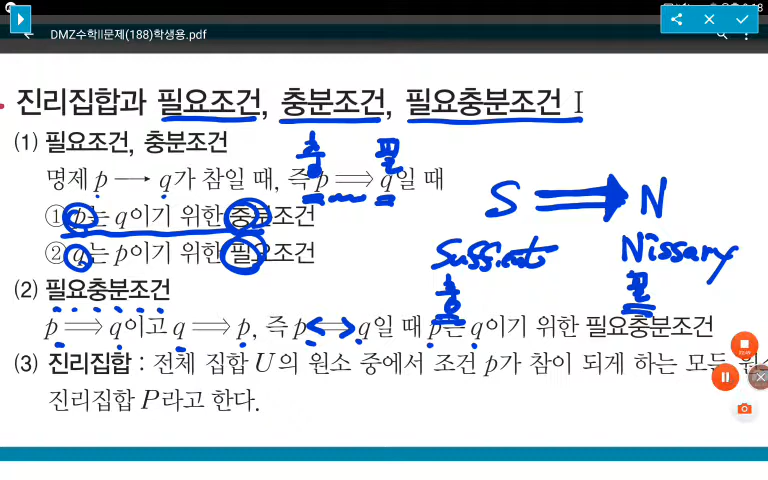 DMZ수학II문제(188)학생용.pdf
진리집합과 필요조건, 충분조건, 필요충분조건 I
(1) 필요조건, 충분조건
충 필
명제 p → q가 참일 때, 즉 p ⟹ q일 때
S ⟹ N
① p는 q이기 위한 충분조건
② q는 p이기 위한 필요조건
Nissary
충 필
(2) 필요충분조건
p ⟹ q이고 q ⟹ p, 즉 p ⟺ q일 때 p는 q이기 위한 필요충분조건
(3) 진리집합 : 전체 집합 U의 원소 중에서 조건 p가 참이 되게 하는 모든
진리집합 P라고 한다.